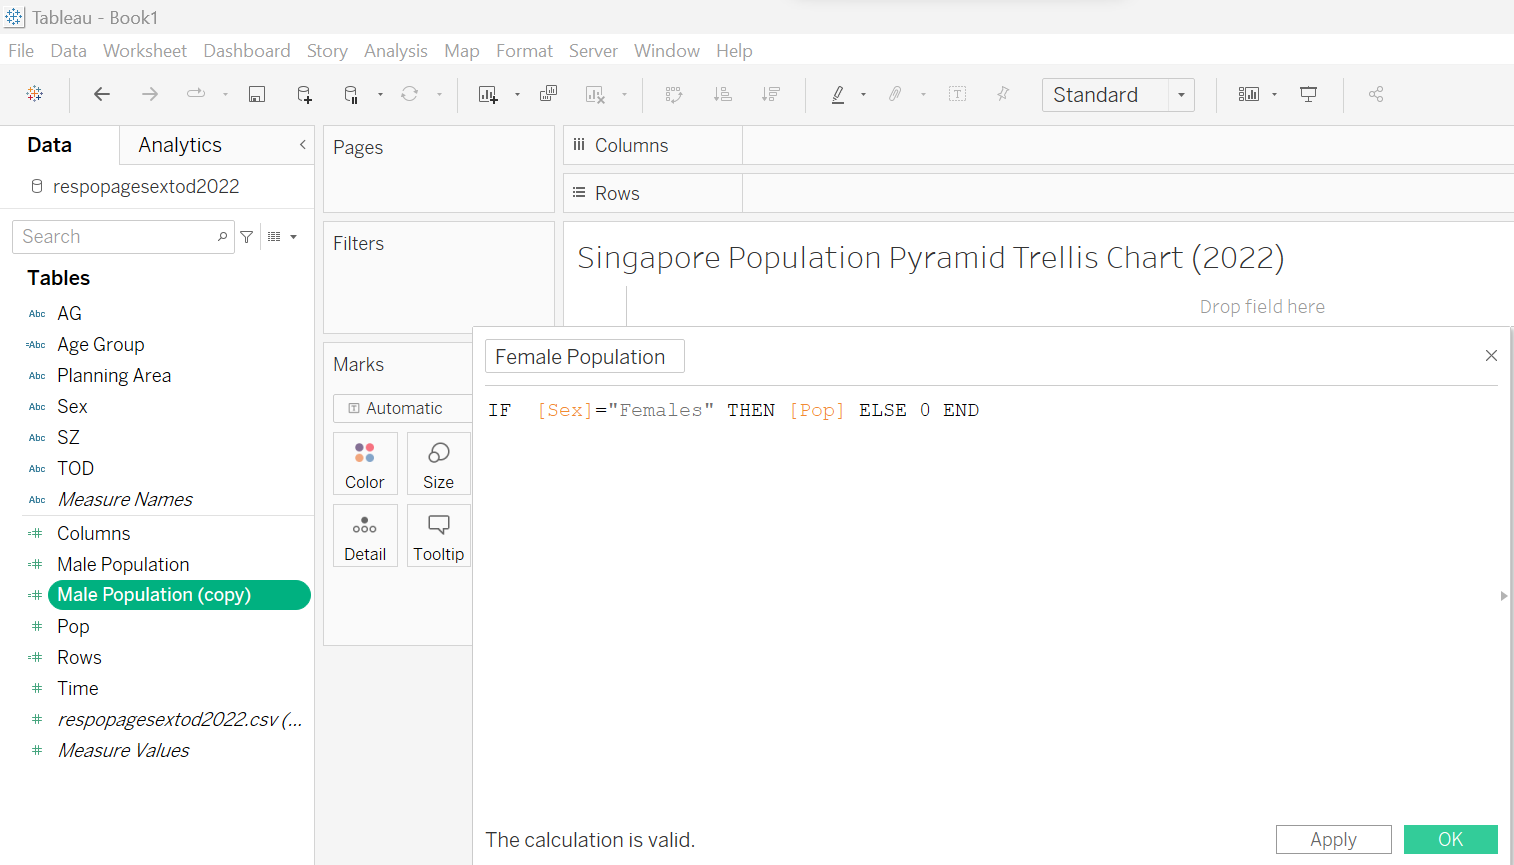 Tableau - Book1
File Data Worksheet Dashboard Story Analysis Map Format Server Window Help
Standard
Data Analytics
respopagesextod2022
Search
Tables
Abc AG
=Abc Age Group
Abc Planning Area
Abc Sex
Abc SZ
Abc TOD
Abc Measure Names
=# Columns
=# Male Population
=# Male Population (copy)
# Pop
=# Rows
# Time
# respopagesextod2022.csv (...
# Measure Values
Pages
Filters
Marks
T Automatic
Color Size
Detail Tooltip
Columns
Rows
Singapore Population Pyramid Trellis Chart (2022)
Drop field here
Female Population
IF  [Sex]="Females" THEN [Pop] ELSE 0 END
The calculation is valid.
Apply OK